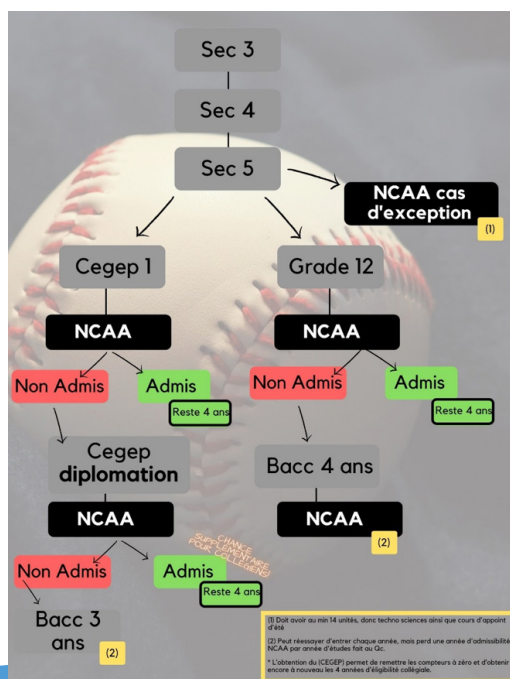 Sec 3
Sec 4
Sec 5
NCAA cas
d'exception
(1)
Cegep 1
Grade 12
NCAA
NCAA
Non Admis
Admis
Reste 4 ans
Non Admis
Admis
Reste 4 ans
Cegep
diplomation
Bacc 4 ans
NCAA
NCAA
(2)
CHANCE
SUPPLEMENTAIRE
POUR COLLEGIENS!
Non Admis
Admis
Reste 4 ans
Bacc 3
ans
(2)
(1) Doit avoir au min 14 unités, donc techno sciences ainsi que cours d'appoint
d'été
(2) Peut réessayer d'entrer chaque année, mais perd une année d'admissibilité
NCAA par année d'études fait au Qc.
* L'obtention du (CEGEP) permet de remettre les compteurs à zéro et d'obtenir
encore à nouveau les 4 années d'éligibilité collégiale.